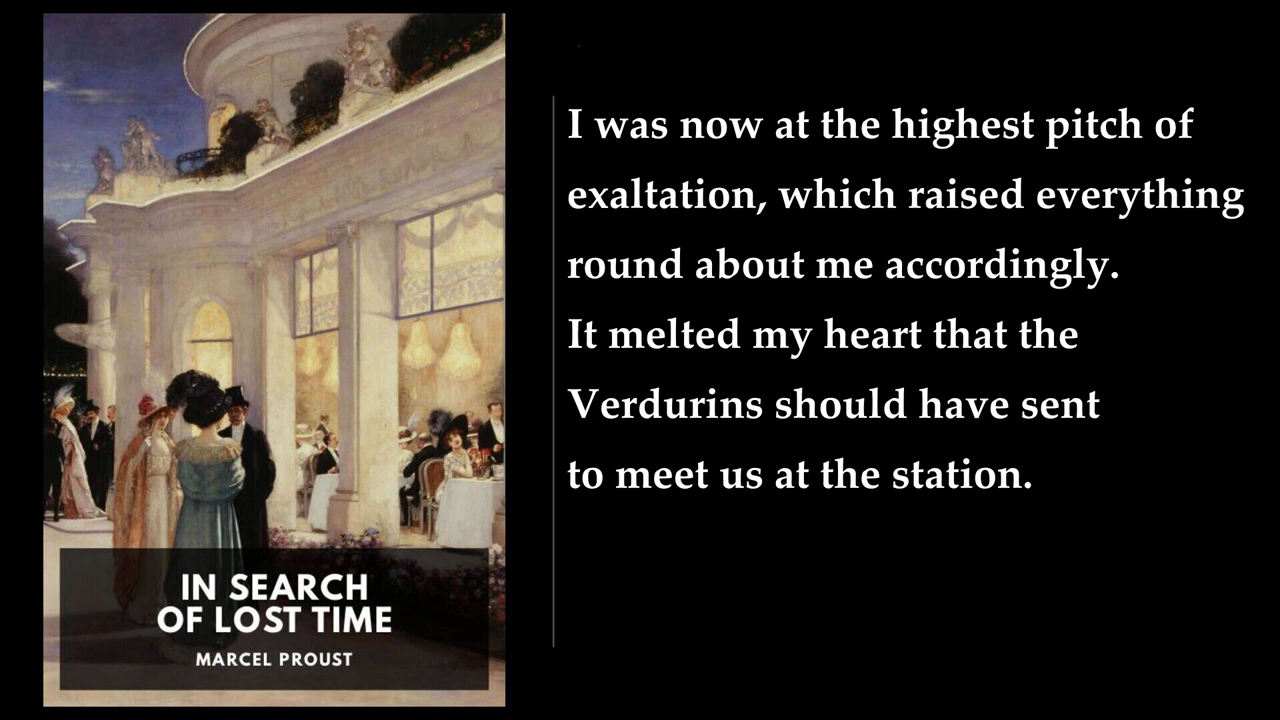 IN SEARCH
OF LOST TIME
MARCEL PROUST
I was now at the highest pitch of
exaltation, which raised everything
round about me accordingly.
It melted my heart that the
Verdurins should have sent
to meet us at the station.